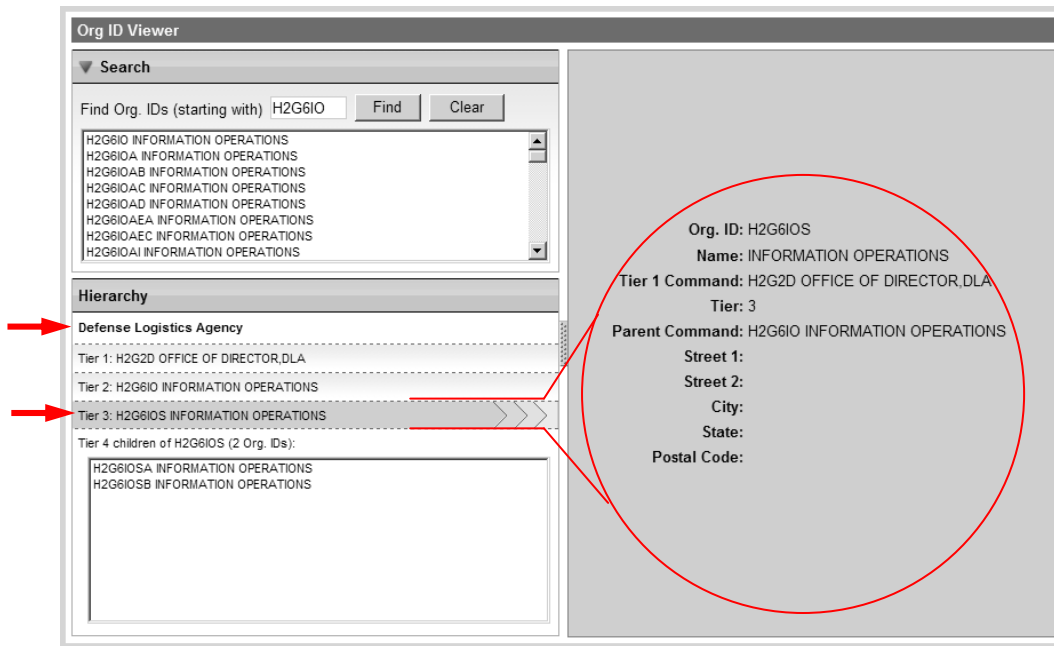 Org ID Viewer
Search
Find Org. IDs (starting with) H2G6IO Find Clear
H2G6IO INFORMATION OPERATIONS
H2G6IOA INFORMATION OPERATIONS
H2G6IOAB INFORMATION OPERATIONS
H2G6IOAC INFORMATION OPERATIONS
H2G6IOAD INFORMATION OPERATIONS
H2G6IOAEA INFORMATION OPERATIONS
H2G6IOAEC INFORMATION OPERATIONS
H2G6IOAI INFORMATION OPERATIONS
Hierarchy
Defense Logistics Agency
Tier 1: H2G2D OFFICE OF DIRECTOR,DLA
Tier 2: H2G6IO INFORMATION OPERATIONS
Tier 3: H2G6IOS INFORMATION OPERATIONS
Tier 4 children of H2G6IOS (2 Org. IDs):
H2G6IOSA INFORMATION OPERATIONS
H2G6IOSB INFORMATION OPERATIONS
Org. ID: H2G6IOS
Name: INFORMATION OPERATIONS
Tier 1 Command: H2G2D OFFICE OF DIRECTOR,DLA
Tier: 3
Parent Command: H2G6IO INFORMATION OPERATIONS
Street 1:
Street 2:
City:
State:
Postal Code: